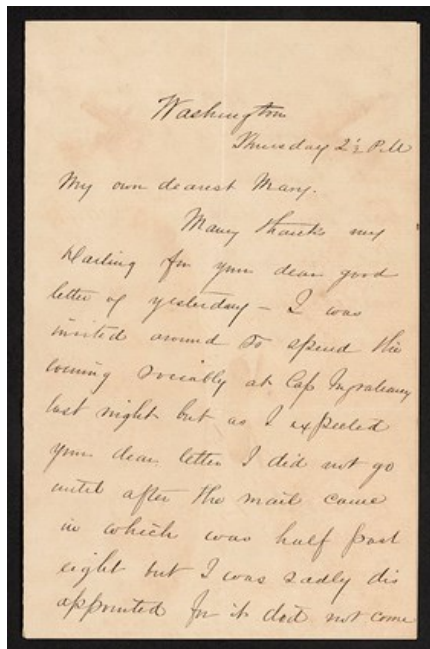 Washington
Thursday 2½ P.M
My own dearest Mary.
Many thanks my
darling for your dear good
letter of yesterday – I was
invited around to spend the
evening sociably at Cap
last night but as I expected
your dear letter I did not go
until after the mail came
in which was half past
eight but I was sadly dis
appointed for it did not come